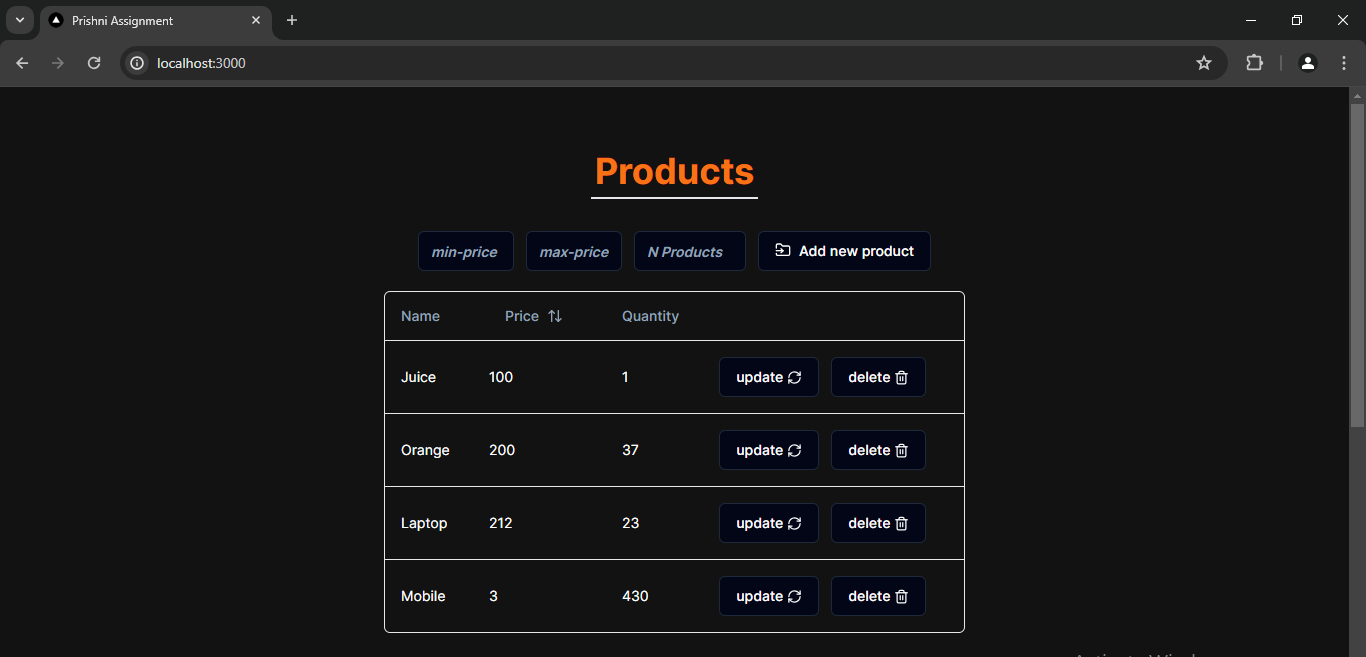 Prishni Assignment
localhost:3000
Products
min-price max-price N Products Add new product
Name Price Quantity
Juice 100 1 update delete
Orange 200 37 update delete
Laptop 212 23 update delete
Mobile 3 430 update delete